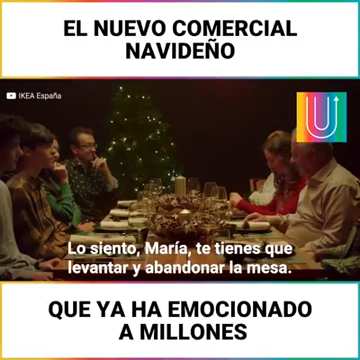 EL NUEVO COMERCIAL
NAVIDEÑO
IKEA España
U
Lo siento, María, te tienes que
levantar y abandonar la mesa.
QUE YA HA EMOCIONADO
A MILLONES